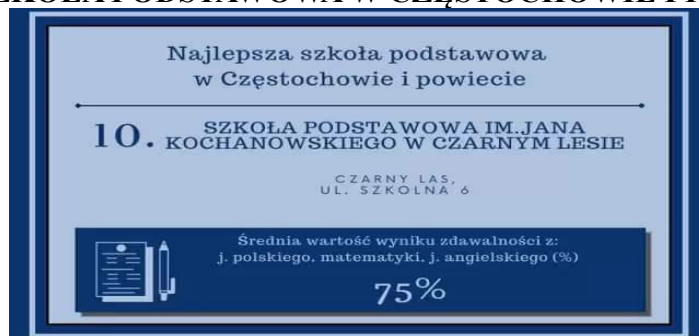 Najlepsza szkoła podstawowa
w Częstochowie i powiecie
10. SZKOŁA PODSTAWOWA IM.JANA
KOCHANOWSKIEGO W CZARNYM LESIE
CZARNY LAS,
UL. SZKOLNA 6
Średnia wartość wyniku zdawalności z:
j. polskiego, matematyki, j. angielskiego (%)
75%